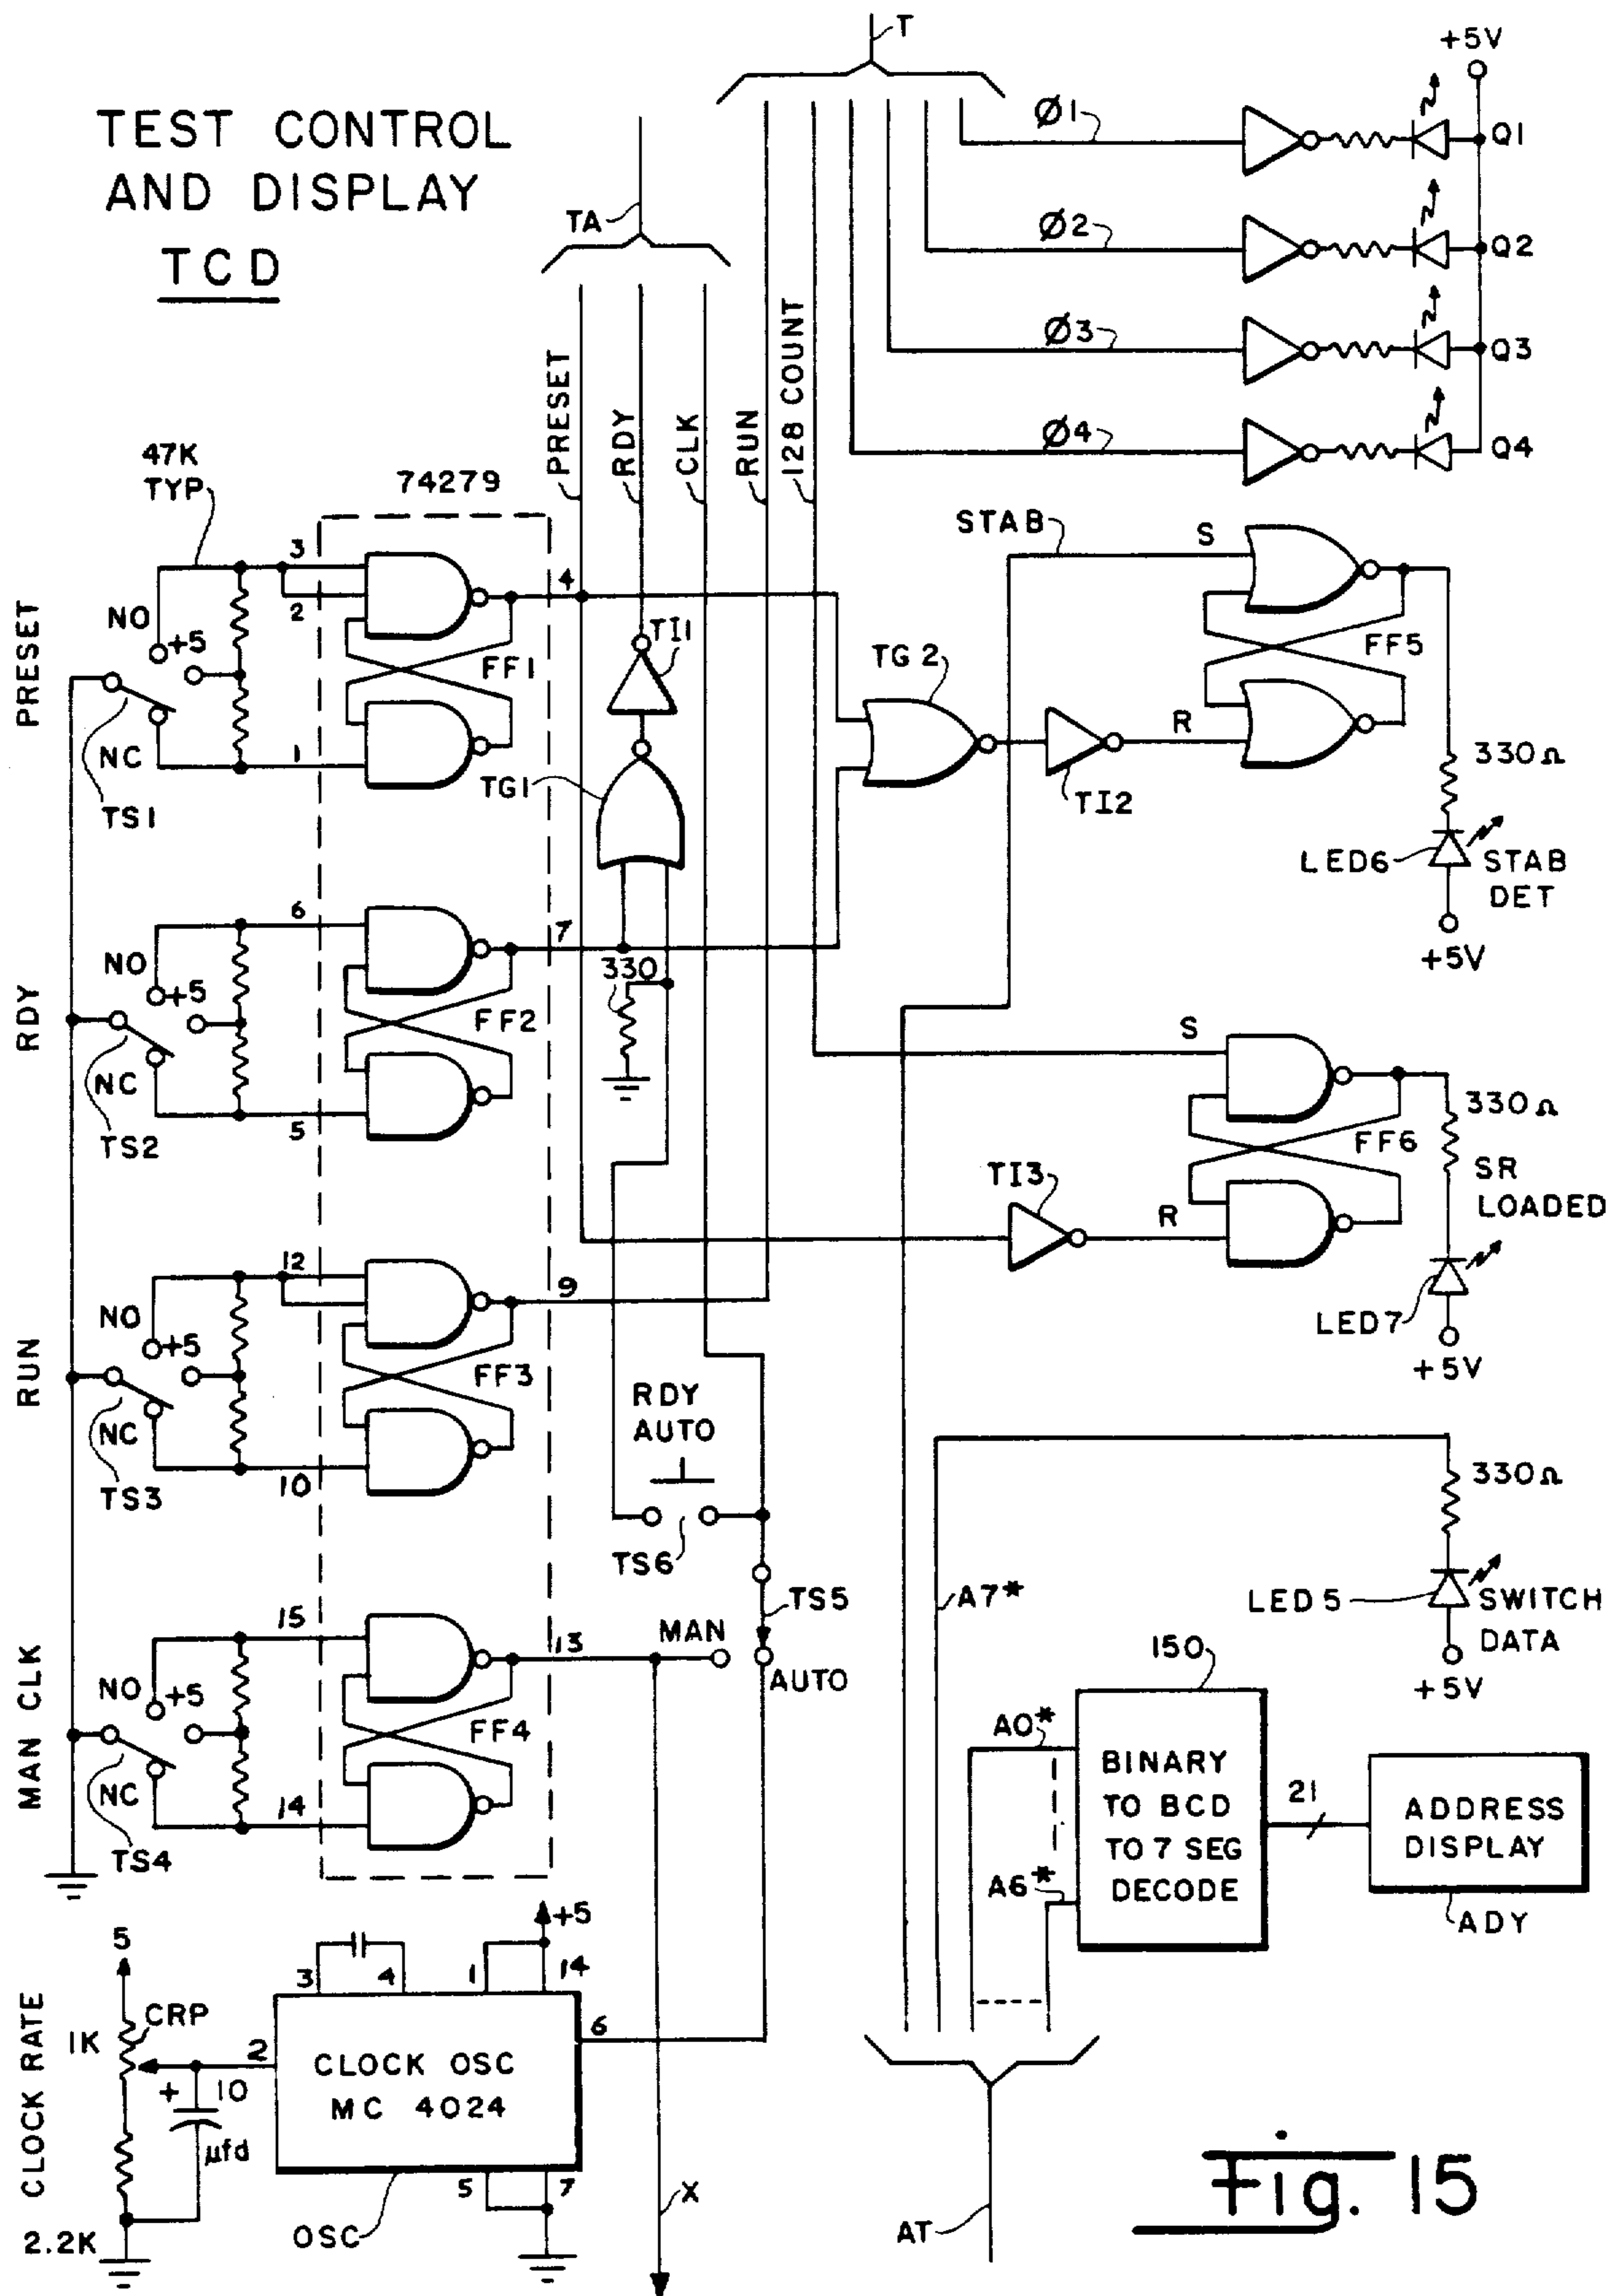 TEST CONTROL
AND DISPLAY
TCD
T
+5V
Ø1
Q1
Ø2
Q2
Ø3
Q3
Ø4
Q4
TA
PRESET
RDY
CLK
RUN
128 COUNT
47K
TYP
74279
PRESET
NO
+5
NC
TS1
3
2
1
4
FF1
TI1
TG1
TG2
TI2
STAB
S
R
FF5
330Ω
LED6
STAB
DET
+5V
RDY
NO
+5
NC
TS2
6
5
7
FF2
330
S
R
TI3
FF6
330Ω
SR
LOADED
LED7
+5V
RUN
NO
+5
NC
TS3
12
10
9
FF3
RDY
AUTO
TS6
TS5
MAN
AUTO
A7*
330Ω
LED5
SWITCH
DATA
+5V
MAN CLK
NO
+5
NC
TS4
15
14
13
FF4
150
A0*
A6*
BINARY
TO BCD
TO 7 SEG
DECODE
21
ADDRESS
DISPLAY
ADY
CLOCK RATE
5
CRP
1K
2.2K
+
10
µfd
2
3
4
1
14
+5
6
CLOCK OSC
MC 4024
5
7
OSC
X
AT
Fig. 15